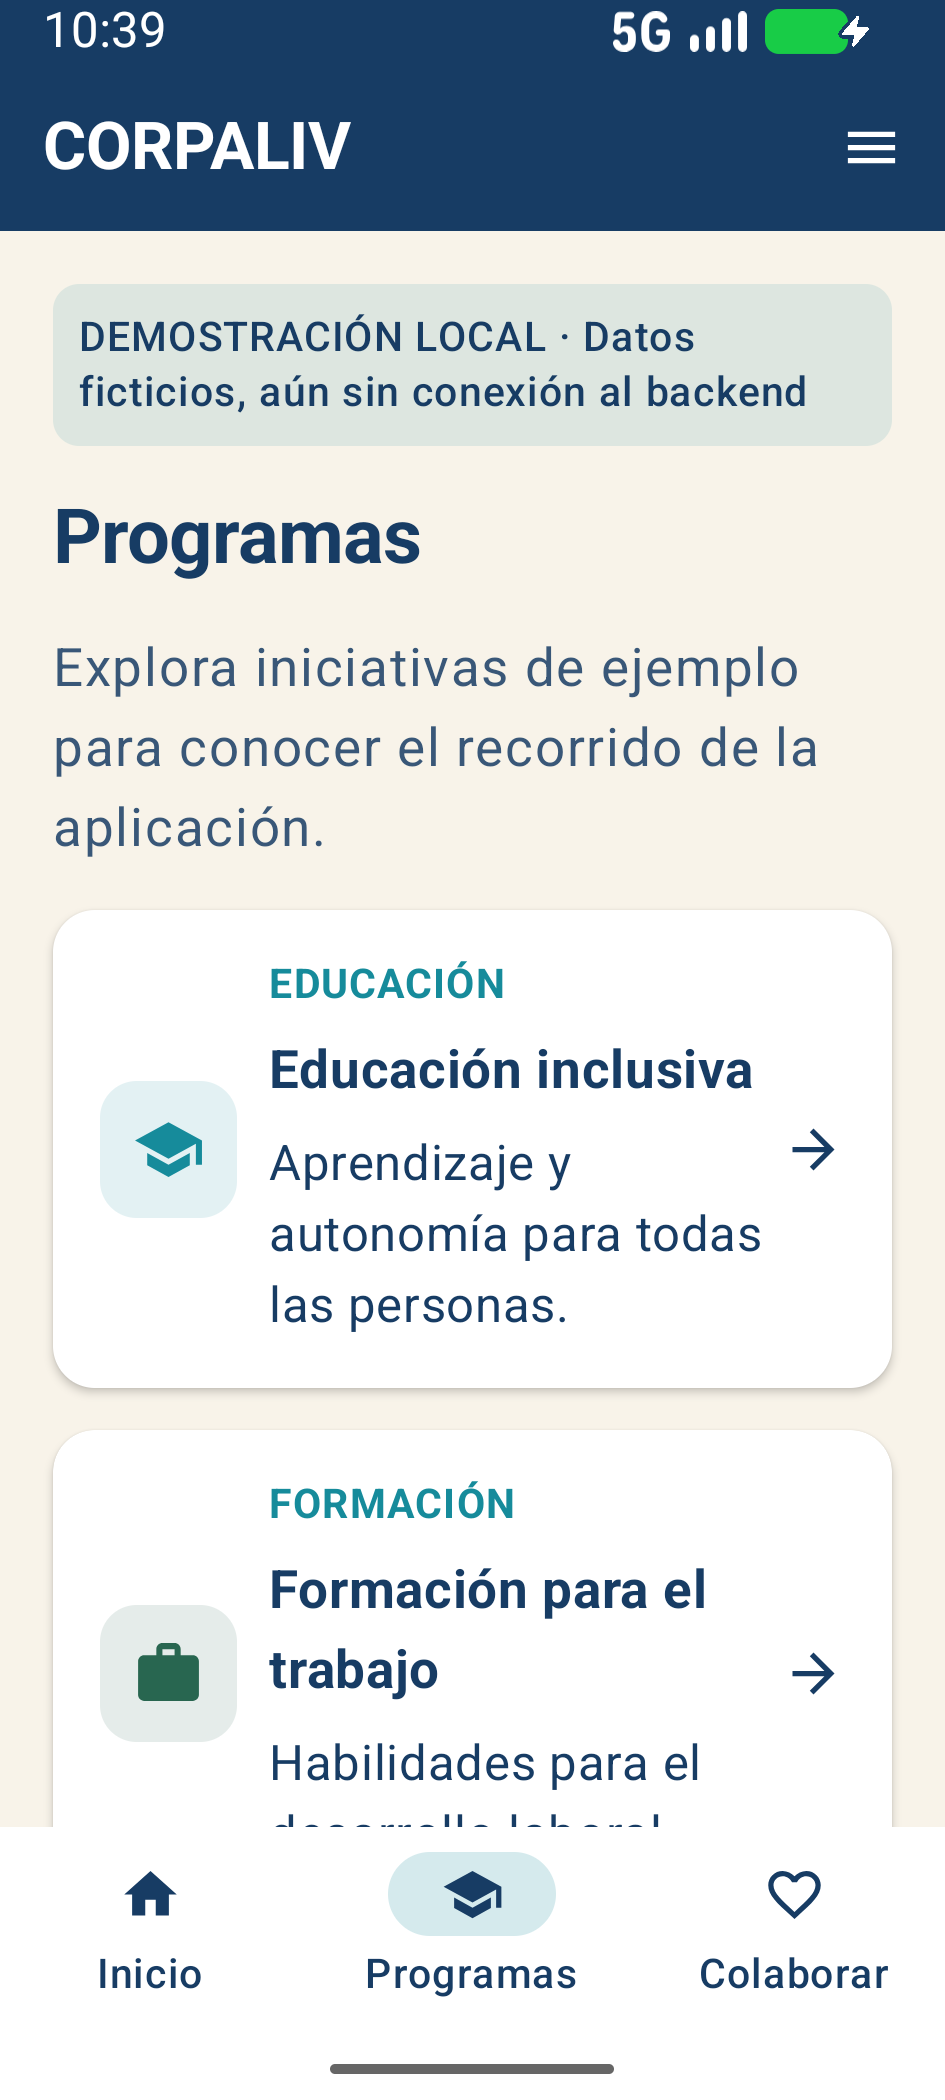 10:39
5G
CORPALIV
DEMOSTRACIÓN LOCAL · Datos
ficticios, aún sin conexión al backend
Programas
Explora iniciativas de ejemplo
para conocer el recorrido de la
aplicación.
EDUCACIÓN
Educación inclusiva
Aprendizaje y
autonomía para todas
las personas.
FORMACIÓN
Formación para el
trabajo
Habilidades para el
desarrollo laboral
Inicio
Programas
Colaborar